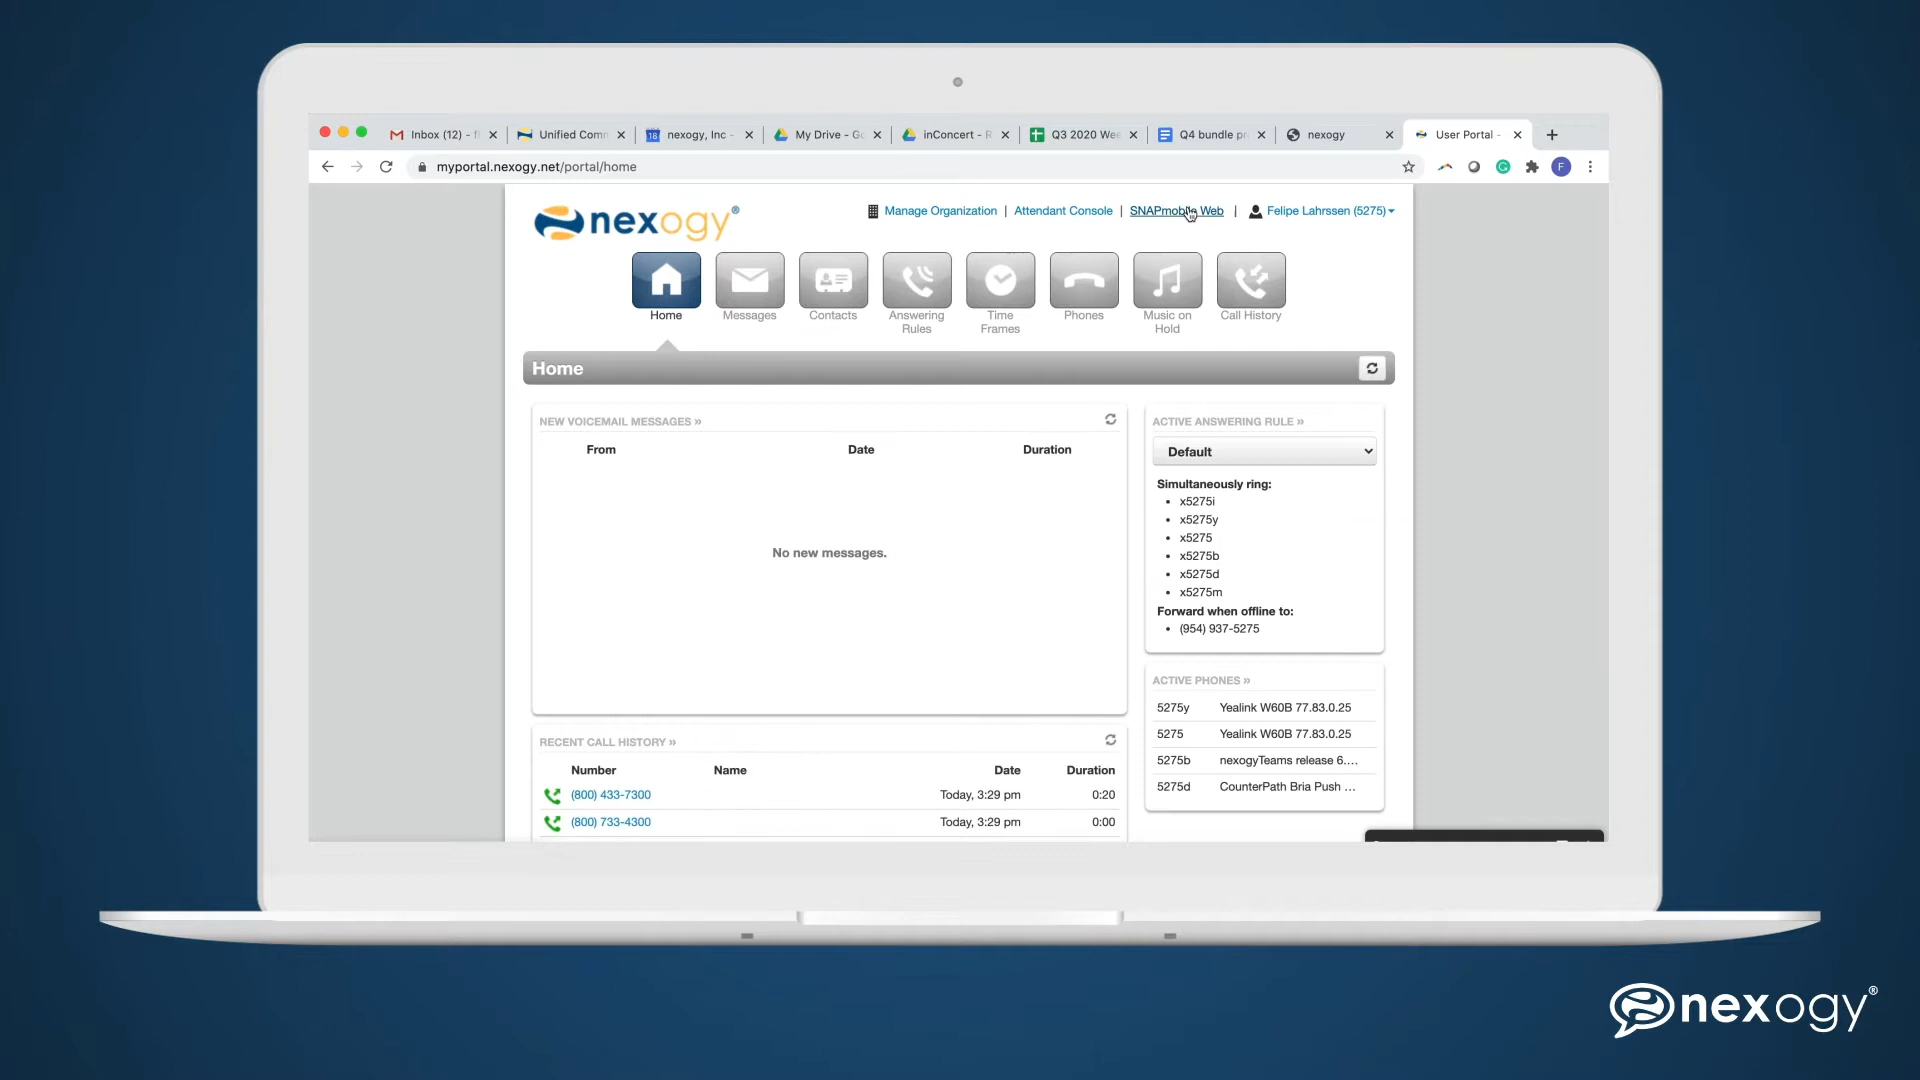 Inbox (12) - fl
Unified Comm
18 nexogy, Inc -
My Drive - Go
inConcert - R
Q3 2020 Wee
Q4 bundle pr
nexogy
User Portal -
myportal.nexogy.net/portal/home
F
nexogy®
Manage Organization | Attendant Console | SNAPmobile Web | Felipe Lahrssen (5275)
Home
Messages
Contacts
Answering
Rules
Time
Frames
Phones
Music on
Hold
Call History
Home
NEW VOICEMAIL MESSAGES »
From Date Duration
No new messages.
ACTIVE ANSWERING RULE »
Default
Simultaneously ring:
• x5275i
• x5275y
• x5275
• x5275b
• x5275d
• x5275m
Forward when offline to:
• (954) 937-5275
ACTIVE PHONES »
5275y Yealink W60B 77.83.0.25
5275 Yealink W60B 77.83.0.25
5275b nexogyTeams release 6....
5275d CounterPath Bria Push ...
RECENT CALL HISTORY »
Number Name Date Duration
(800) 433-7300 Today, 3:29 pm 0:20
(800) 733-4300 Today, 3:29 pm 0:00
nexogy®